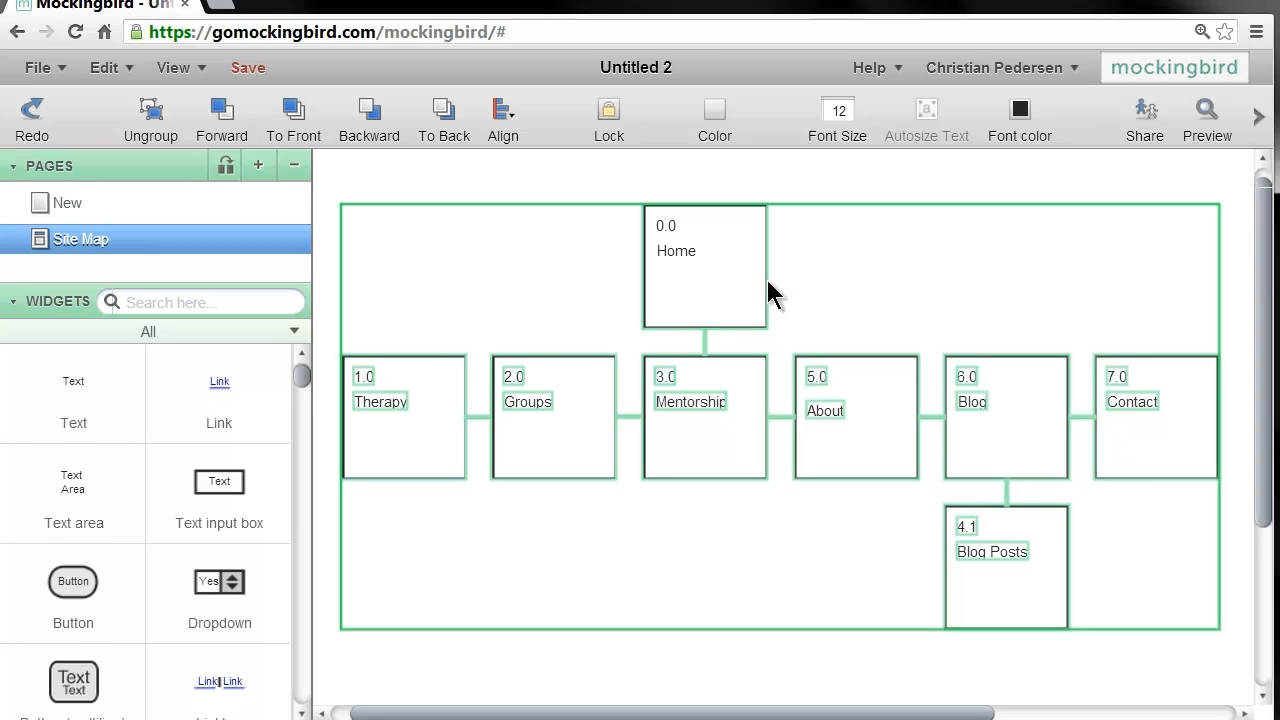 Mockingbird - Unt
https://gomockingbird.com/mockingbird/#
File Edit View Save Untitled 2 Help Christian Pedersen mockingbird
Redo Ungroup Forward To Front Backward To Back Align Lock Color 12 Font Size Autosize Text Font color Share Preview
PAGES
New
Site Map
WIDGETS Search here...
All
Text Link
Text Link
Text Area Text
Text area Text input box
Button Yes
Button Dropdown
Text Text Link Link
0.0
Home
1.0 2.0 3.0 5.0 6.0 7.0
Therapy Groups Mentorship About Blog Contact
4.1
Blog Posts